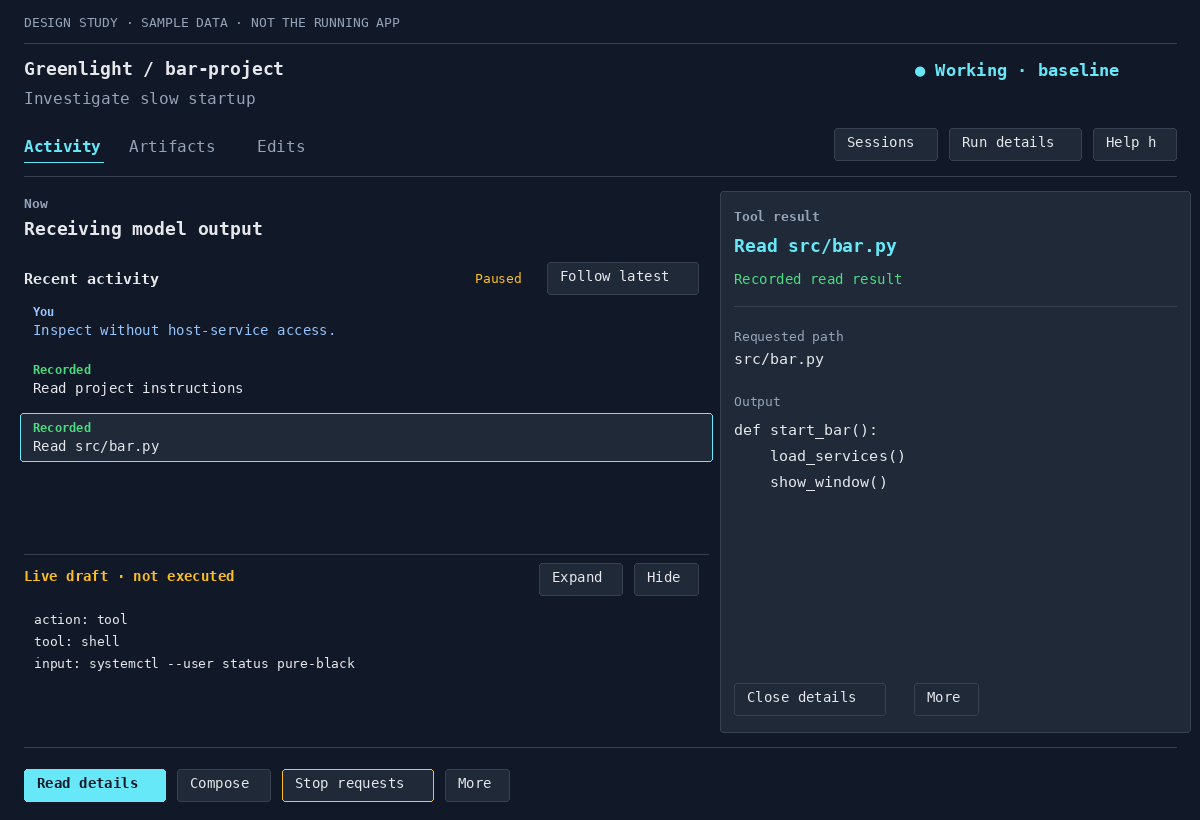 DESIGN STUDY · SAMPLE DATA · NOT THE RUNNING APP
Greenlight / bar-project
● Working · baseline
Investigate slow startup
Activity
Artifacts
Edits
Sessions
Run details
Help h
Now
Receiving model output
Recent activity
Paused
Follow latest
You
Inspect without host-service access.
Recorded
Read project instructions
Recorded
Read src/bar.py
Live draft · not executed
Expand
Hide
action: tool
tool: shell
input: systemctl --user status pure-black
Tool result
Read src/bar.py
Recorded read result
Requested path
src/bar.py
Output
def start_bar():
    load_services()
    show_window()
Close details
More
Read details
Compose
Stop requests
More